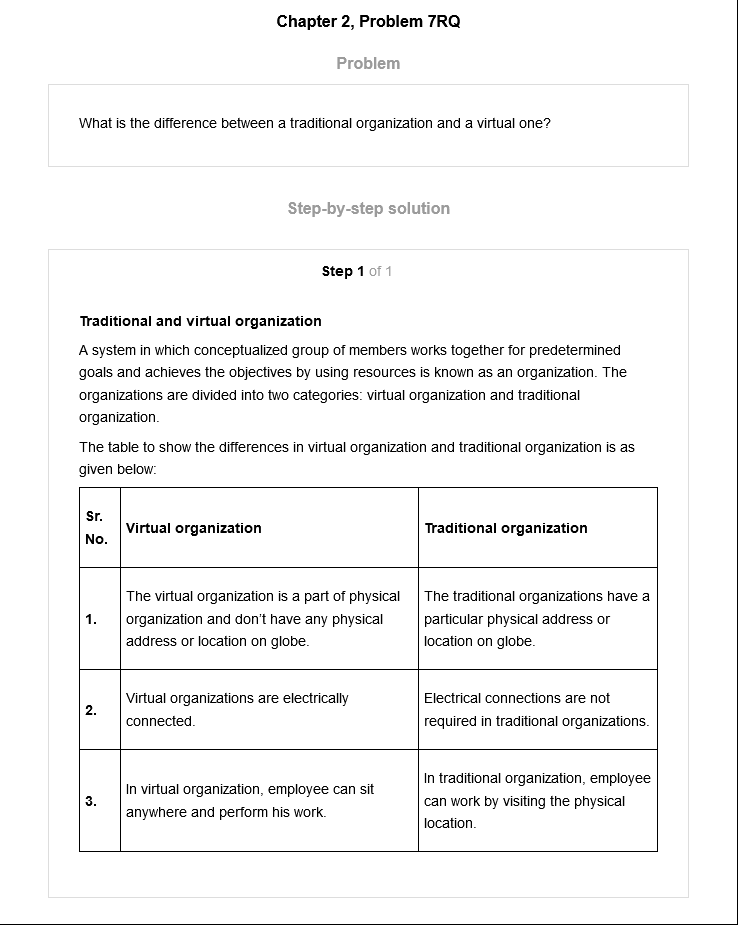 Chapter 2, Problem 7RQ
Problem
What is the difference between a traditional organization and a virtual one?
Step-by-step solution
Step 1 of 1
Traditional and virtual organization
A system in which conceptualized group of members works together for predetermined
goals and achieves the objectives by using resources is known as an organization. The
organizations are divided into two categories: virtual organization and traditional
organization.
The table to show the differences in virtual organization and traditional organization is as
given below:
Sr.
No.
Virtual organization
Traditional organization
1.
The virtual organization is a part of physical
organization and don’t have any physical
address or location on globe.
The traditional organizations have a
particular physical address or
location on globe.
2.
Virtual organizations are electrically
connected.
Electrical connections are not
required in traditional organizations.
3.
In virtual organization, employee can sit
anywhere and perform his work.
In traditional organization, employee
can work by visiting the physical
location.